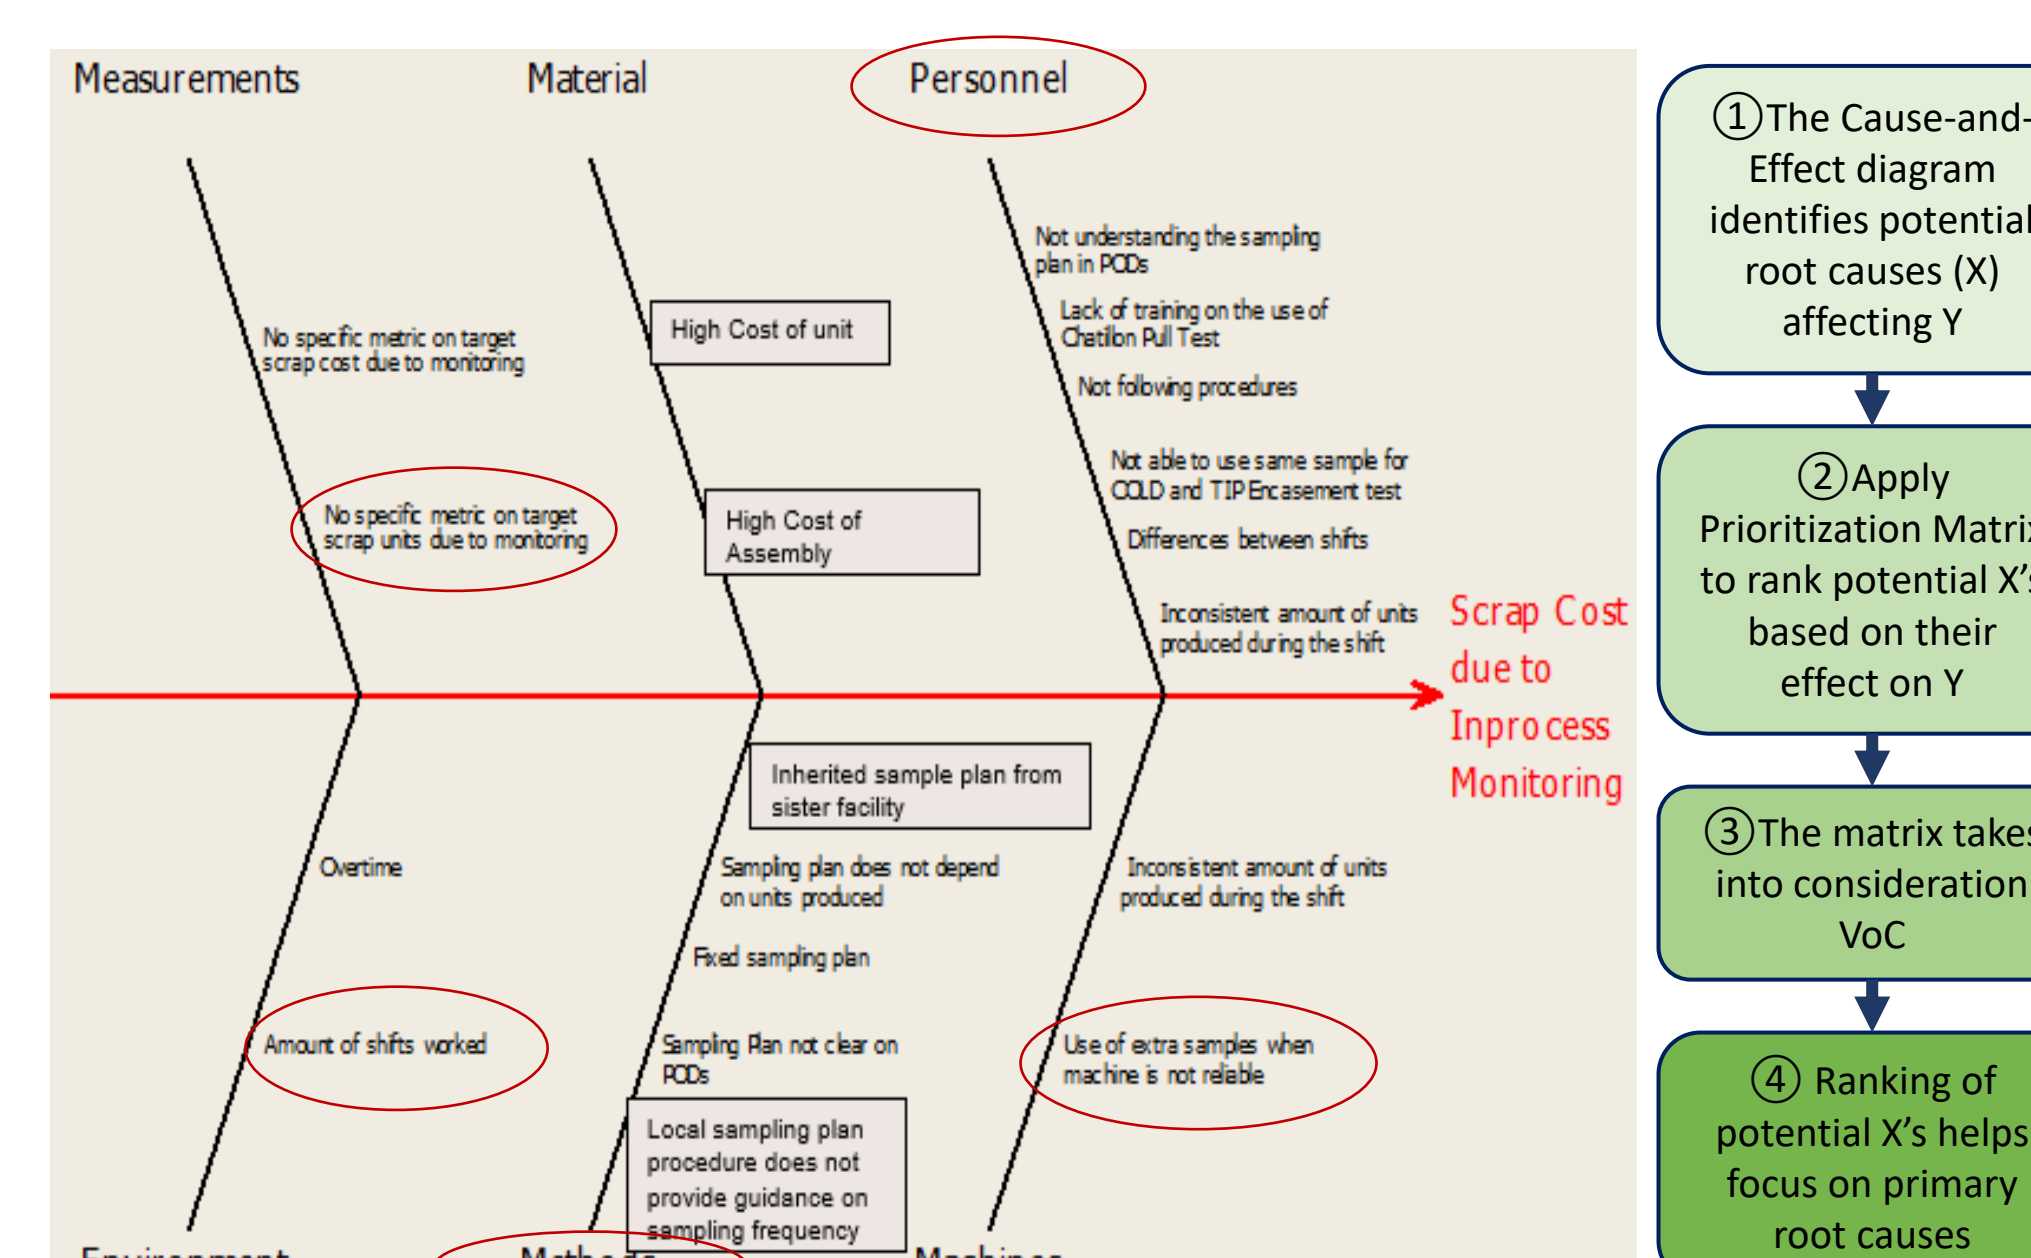 Measurements
Material
Personnel
No specific metric on target
scrap cost due to monitoring
No specific metric on target
scrap units due to monitoring
High Cost of unit
High Cost of
Assembly
Not understanding the sampling
plan in PODs
Lack of training on the use of
Chatillon Pull Test
Not following procedures
Not able to use same sample for
COLD and TIP Encasement test
Differences between shifts
Inconsistent amount of units
produced during the shift
Scrap Cost
due to
Inprocess
Monitoring
Overtime
Amount of shifts worked
Inherited sample plan from
sister facility
Sampling plan does not depend
on units produced
Fixed sampling plan
Sampling Plan not clear on
PODs
Local sampling plan
procedure does not
provide guidance on
sampling frequency
Inconsistent amount of units
produced during the shift
Use of extra samples when
machine is not reliable
Environment
Methods
Machines
①The Cause-and-
Effect diagram
identifies potential
root causes (X)
affecting Y
②Apply
Prioritization Matrix
to rank potential X’s
based on their
effect on Y
③The matrix takes
into consideration
VoC
④ Ranking of
potential X’s helps
focus on primary
root causes